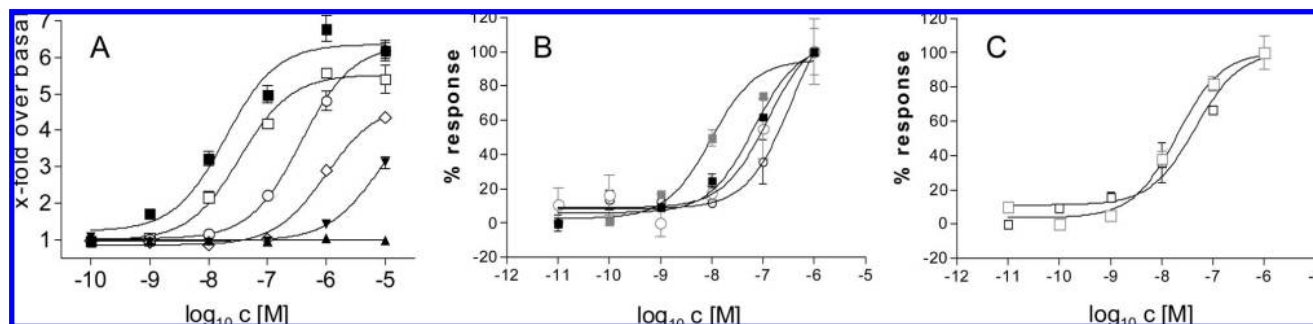 A
x-fold over basa
7
6
5
4
3
2
1
-10 -9 -8 -7 -6 -5
log₁₀ c [M]
B
% response
120
100
80
60
40
20
0
-20
-12 -11 -10 -9 -8 -7 -6 -5
log₁₀ c [M]
C
% response
120
100
80
60
40
20
0
-20
-12 -11 -10 -9 -8 -7 -6
log₁₀ c [M]